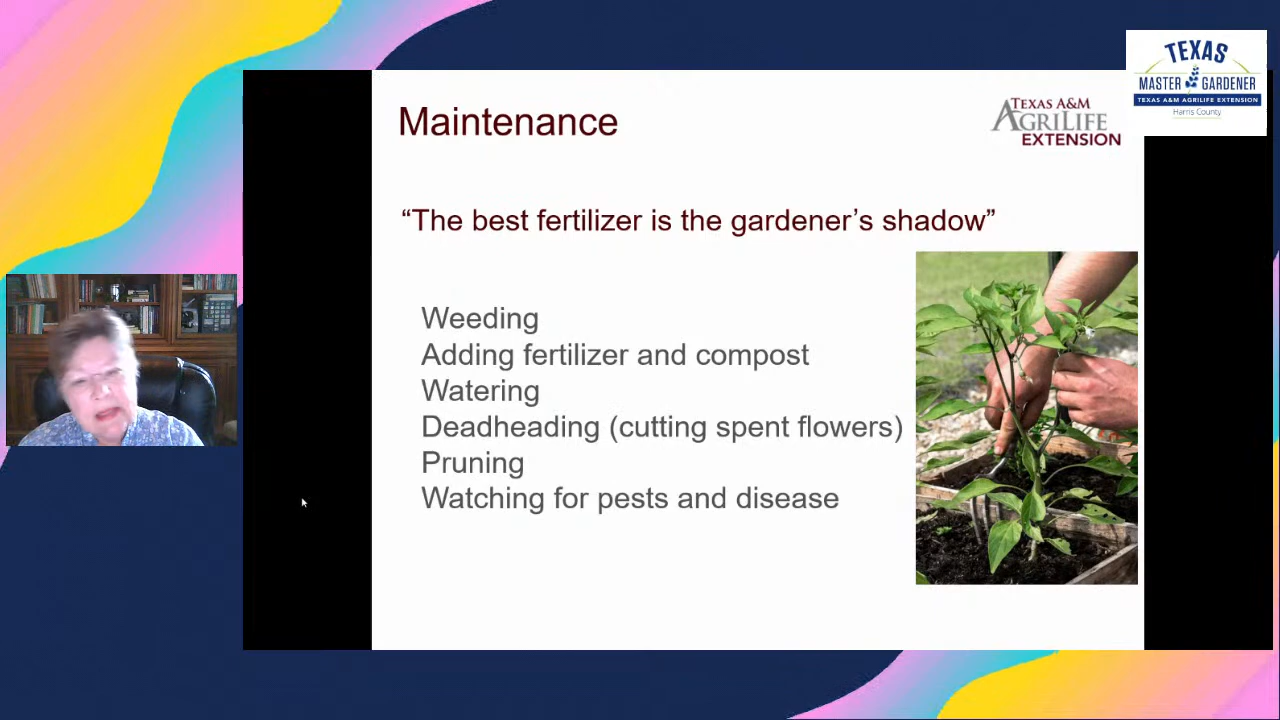 TEXAS
MASTER GARDENER
TEXAS A&M AGRILIFE EXTENSION
Harris County
Maintenance
TEXAS A&M
AGRILIFE
EXTENSION
“The best fertilizer is the gardener’s shadow”
Weeding
Adding fertilizer and compost
Watering
Deadheading (cutting spent flowers)
Pruning
Watching for pests and disease